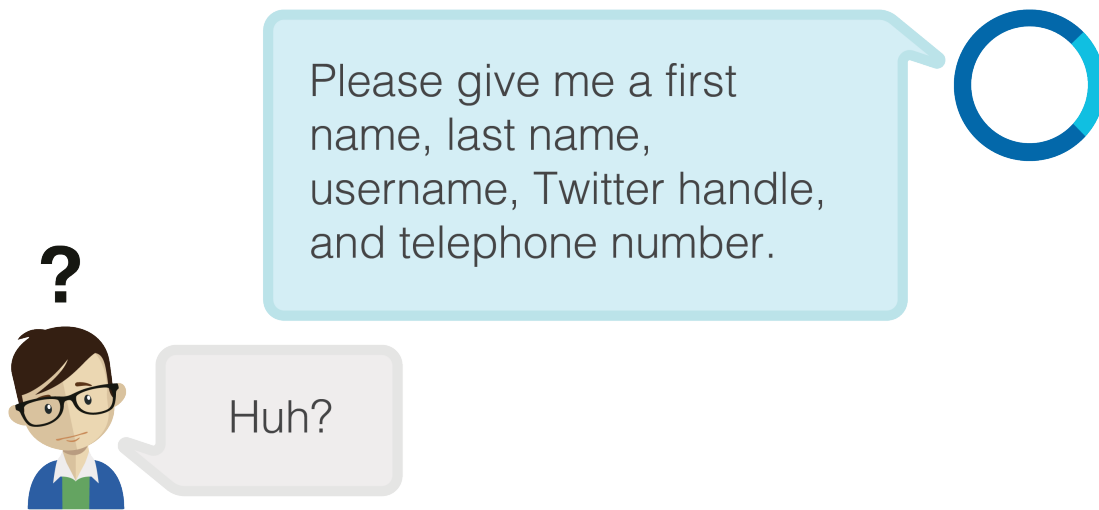 Please give me a first
name, last name,
username, Twitter handle,
and telephone number.
?
Huh?